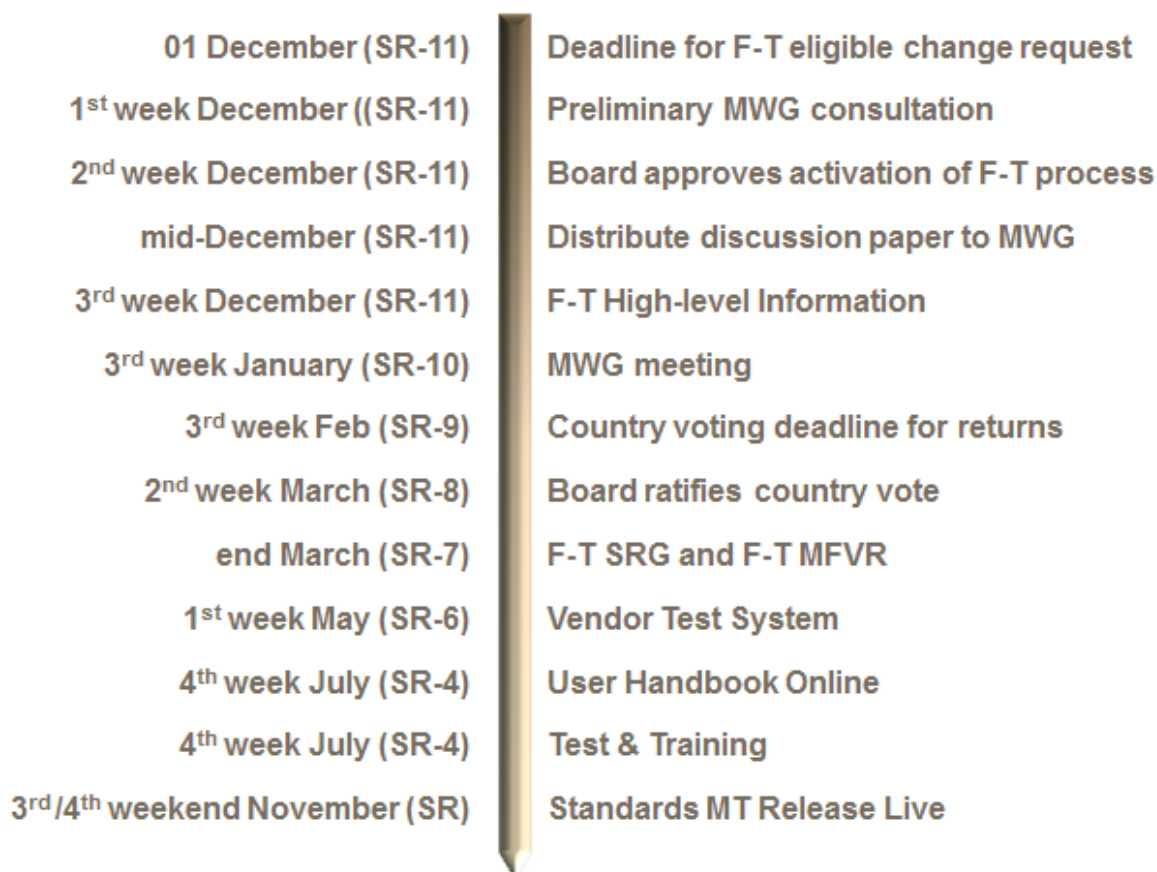 01 December (SR-11) Deadline for F-T eligible change request
1st week December ((SR-11) Preliminary MWG consultation
2nd week December (SR-11) Board approves activation of F-T process
mid-December (SR-11) Distribute discussion paper to MWG
3rd week December (SR-11) F-T High-level Information
3rd week January (SR-10) MWG meeting
3rd week Feb (SR-9) Country voting deadline for returns
2nd week March (SR-8) Board ratifies country vote
end March (SR-7) F-T SRG and F-T MFVR
1st week May (SR-6) Vendor Test System
4th week July (SR-4) User Handbook Online
4th week July (SR-4) Test & Training
3rd/4th weekend November (SR) Standards MT Release Live